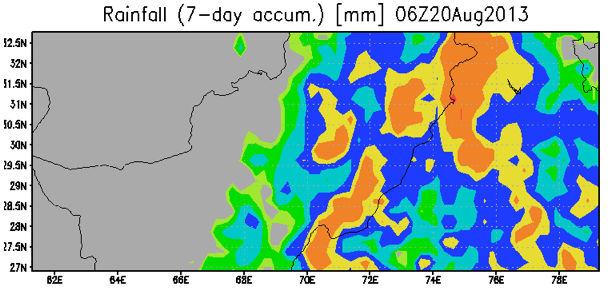 Rainfall (7-day accum.) [mm] 06Z20Aug2013
32.5N
32N
31.5N
31N
30.5N
30N
29.5N
29N
28.5N
28N
27.5N
27N
62E 64E 66E 68E 70E 72E 74E 76E 78E